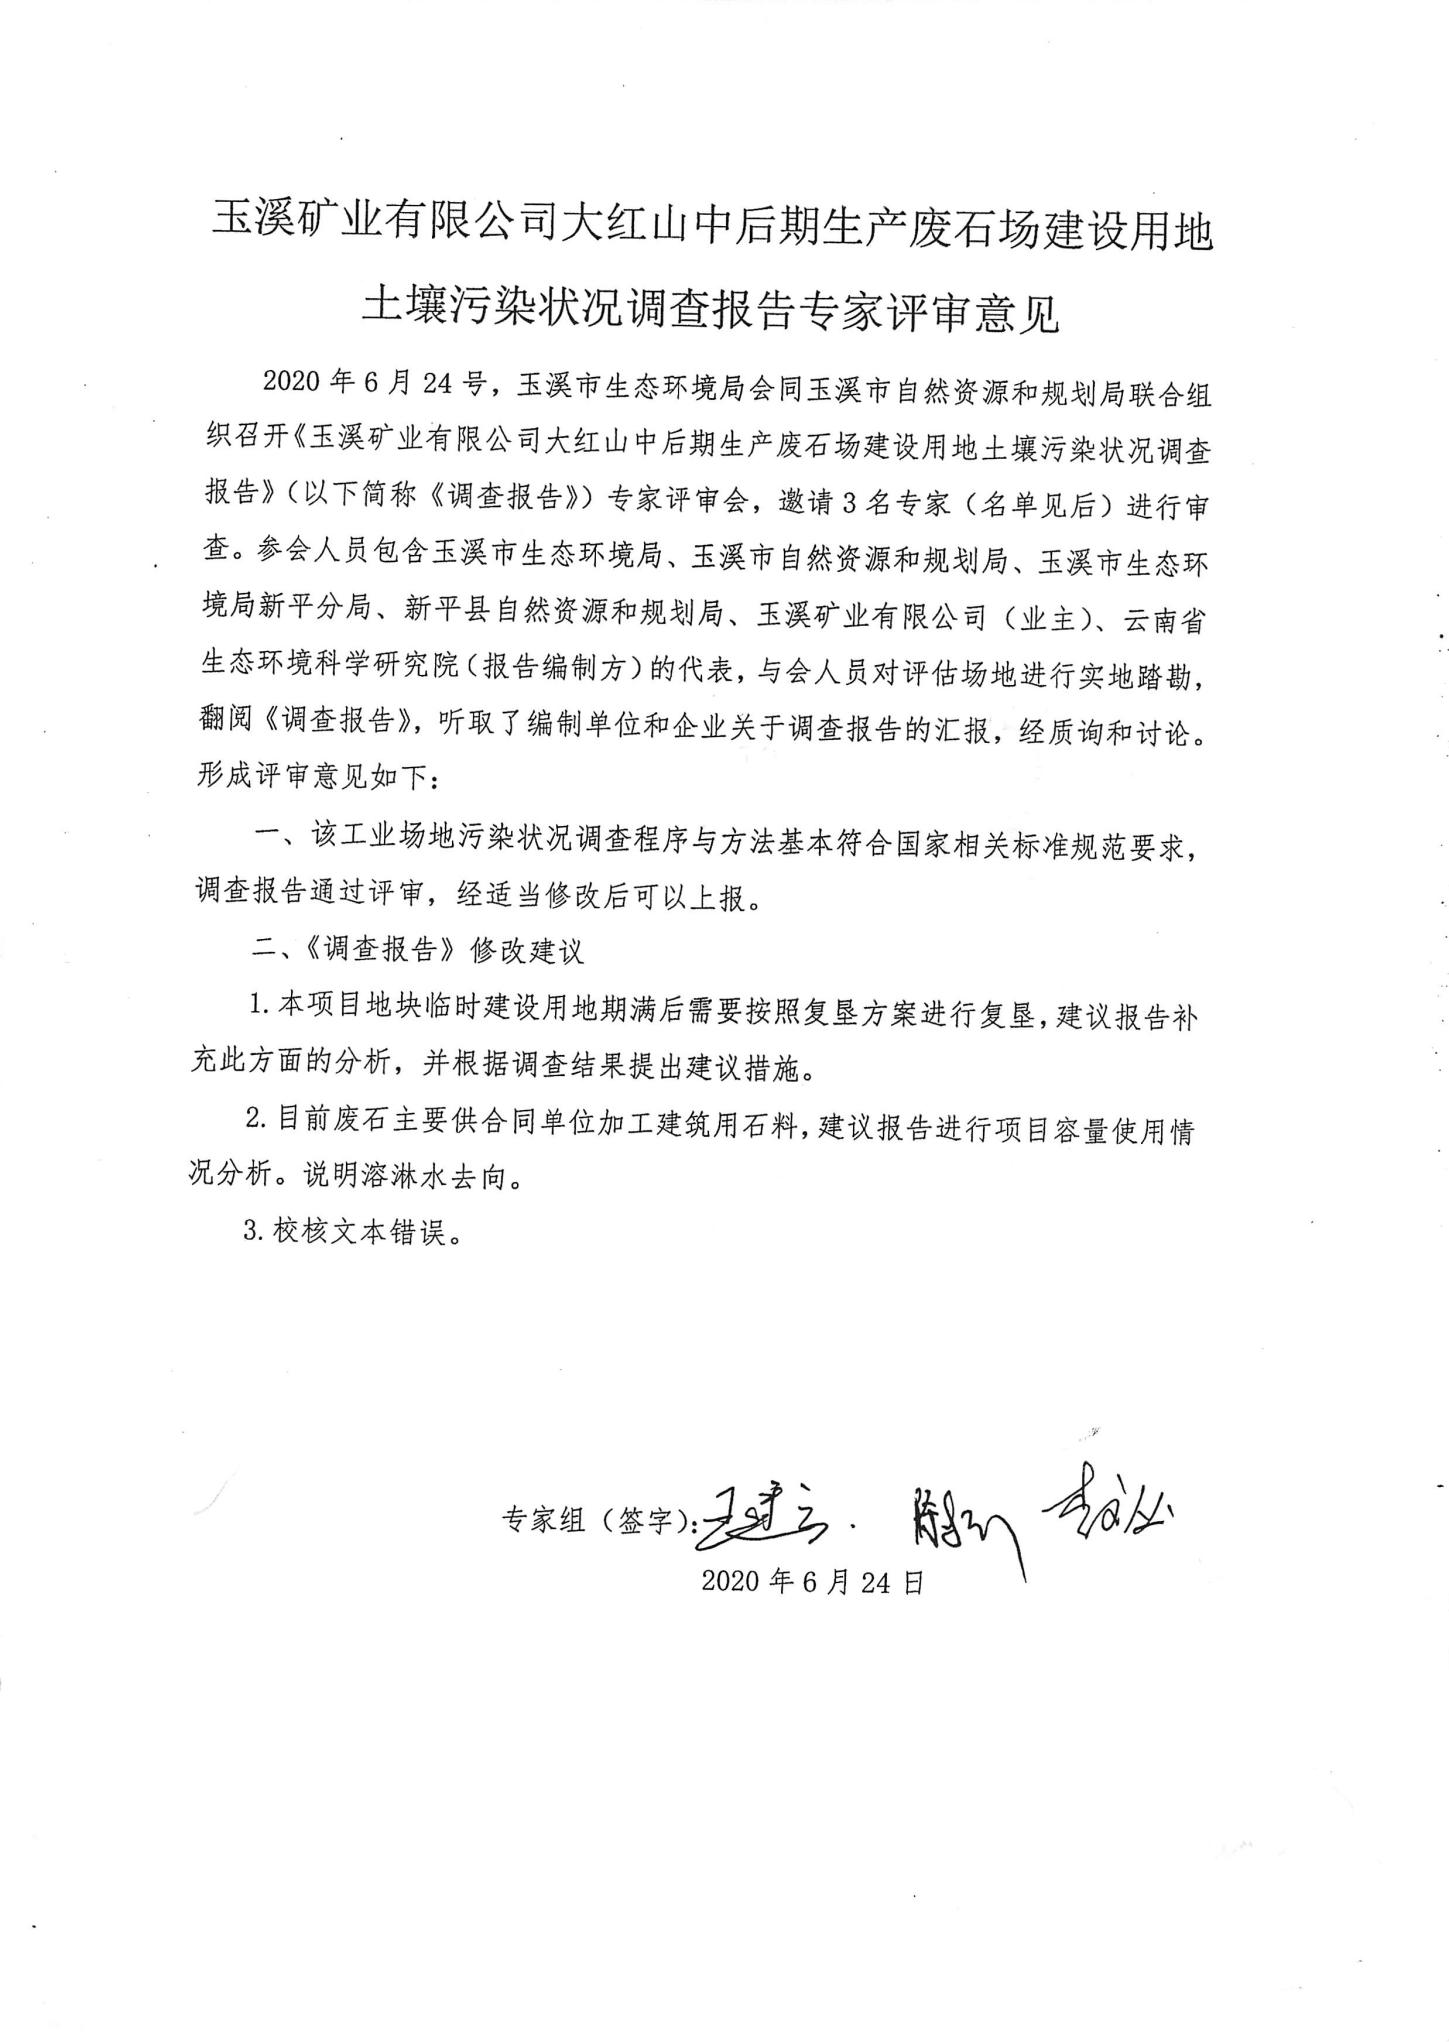 玉溪矿业有限公司大红山中后期生产废石场建设用地
土壤污染状况调查报告专家评审意见
2020 年 6 月 24 号，玉溪市生态环境局会同玉溪市自然资源和规划局联合组
织召开《玉溪矿业有限公司大红山中后期生产废石场建设用地土壤污染状况调查
报告》（以下简称《调查报告》）专家评审会，邀请 3 名专家（名单见后）进行审
查。参会人员包含玉溪市生态环境局、玉溪市自然资源和规划局、玉溪市生态环
境局新平分局、新平县自然资源和规划局、玉溪矿业有限公司（业主）、云南省
生态环境科学研究院（报告编制方）的代表，与会人员对评估场地进行实地踏勘，
翻阅《调查报告》，听取了编制单位和企业关于调查报告的汇报，经质询和讨论。
形成评审意见如下：
一、该工业场地污染状况调查程序与方法基本符合国家相关标准规范要求，
调查报告通过评审，经适当修改后可以上报。
二、《调查报告》修改建议
1.本项目地块临时建设用地期满后需要按照复垦方案进行复垦，建议报告补
充此方面的分析，并根据调查结果提出建议措施。
2.目前废石主要供合同单位加工建筑用石料，建议报告进行项目容量使用情
况分析。说明溶淋水去向。
3.校核文本错误。
专家组（签字）：王建云
2020 年 6 月 24 日